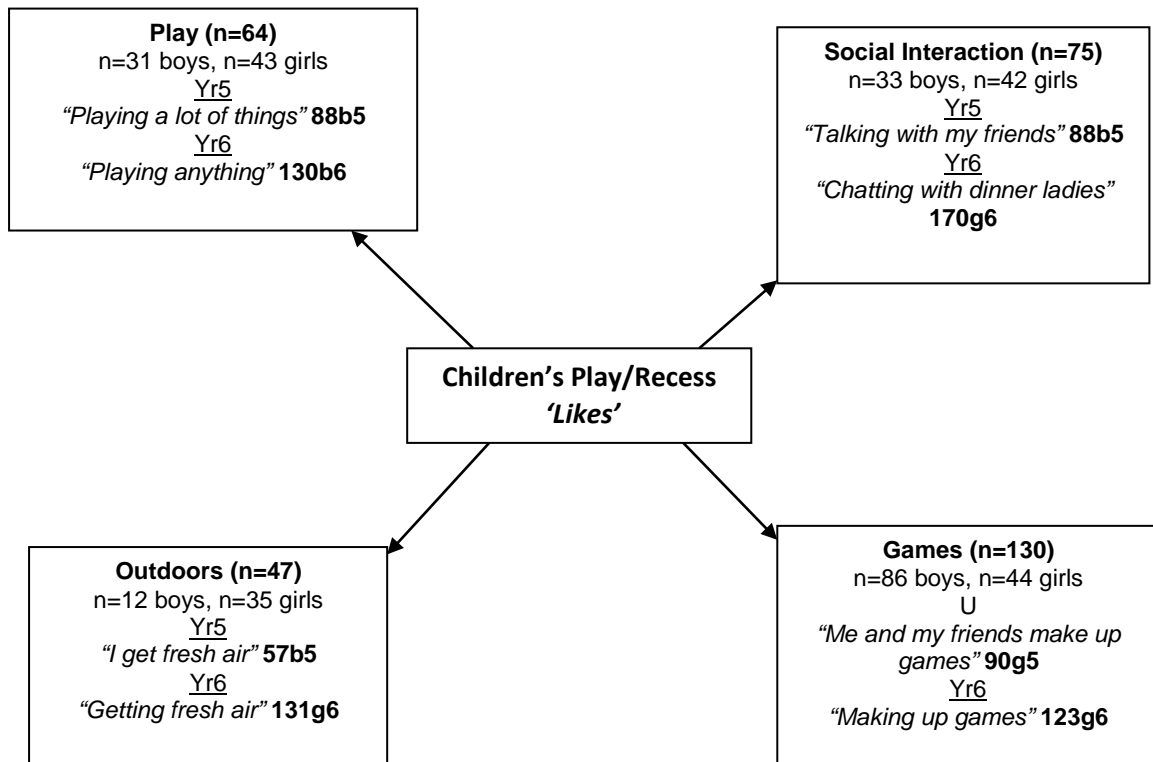 Play (n=64)
n=31 boys, n=43 girls
Yr5
“Playing a lot of things” 88b5
Yr6
“Playing anything” 130b6
Social Interaction (n=75)
n=33 boys, n=42 girls
Yr5
“Talking with my friends” 88b5
Yr6
“Chatting with dinner ladies”
170g6
Children’s Play/Recess
‘Likes’
Outdoors (n=47)
n=12 boys, n=35 girls
Yr5
“I get fresh air” 57b5
Yr6
“Getting fresh air” 131g6
Games (n=130)
n=86 boys, n=44 girls
U
“Me and my friends make up
games” 90g5
Yr6
“Making up games” 123g6